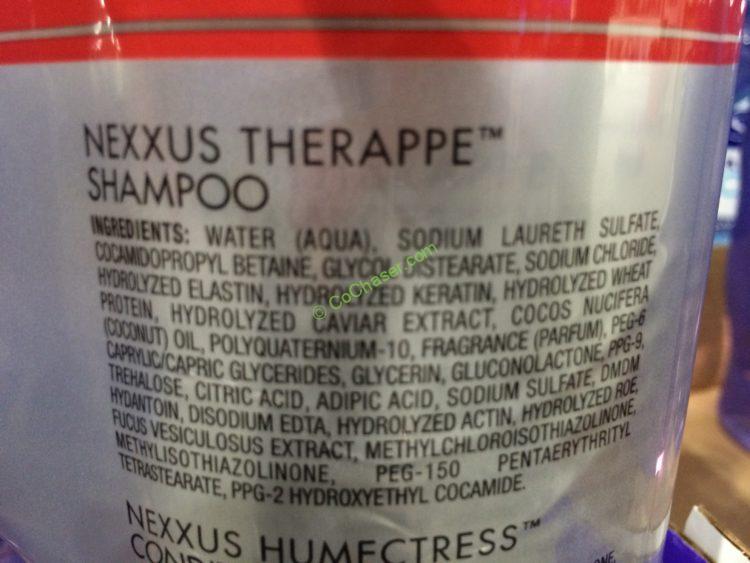 NEXXUS THERAPPE™
SHAMPOO
INGREDIENTS: WATER (AQUA), SODIUM LAURETH SULFATE,
COCAMIDOPROPYL BETAINE, GLYCOL DISTEARATE, SODIUM CHLORIDE,
HYDROLYZED ELASTIN, HYDROLYZED KERATIN, HYDROLYZED WHEAT
PROTEIN, HYDROLYZED CAVIAR EXTRACT, COCOS NUCIFERA
(COCONUT) OIL, POLYQUATERNIUM-10, FRAGRANCE (PARFUM), PEG-6
CAPRYLIC/CAPRIC GLYCERIDES, GLYCERIN, GLUCONOLACTONE, PPG-9,
TREHALOSE, CITRIC ACID, ADIPIC ACID, SODIUM SULFATE, DMDM
HYDANTOIN, DISODIUM EDTA, HYDROLYZED ACTIN, HYDROLYZED ROE,
FUCUS VESICULOSUS EXTRACT, METHYLCHLOROISOTHIAZOLINONE,
METHYLISOTHIAZOLINONE, PEG-150 PENTAERYTHRITYL
TETRASTEARATE, PPG-2 HYDROXYETHYL COCAMIDE.
© CoChaser.com
NEXXUS HUMECTRESS™